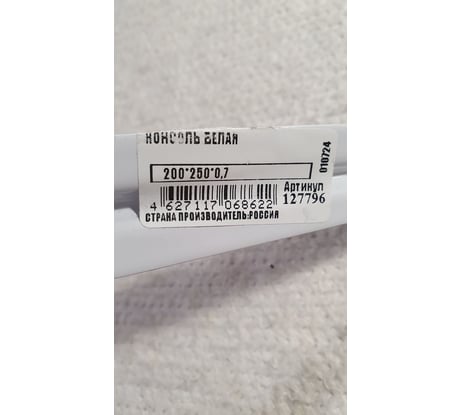 КОНСОЛЬ БЕЛАЯ
200*250*0,7
010724
Артикул
127796
4 627117 068622
СТРАНА ПРОИЗВОДИТЕЛЬ:РОССИЯ